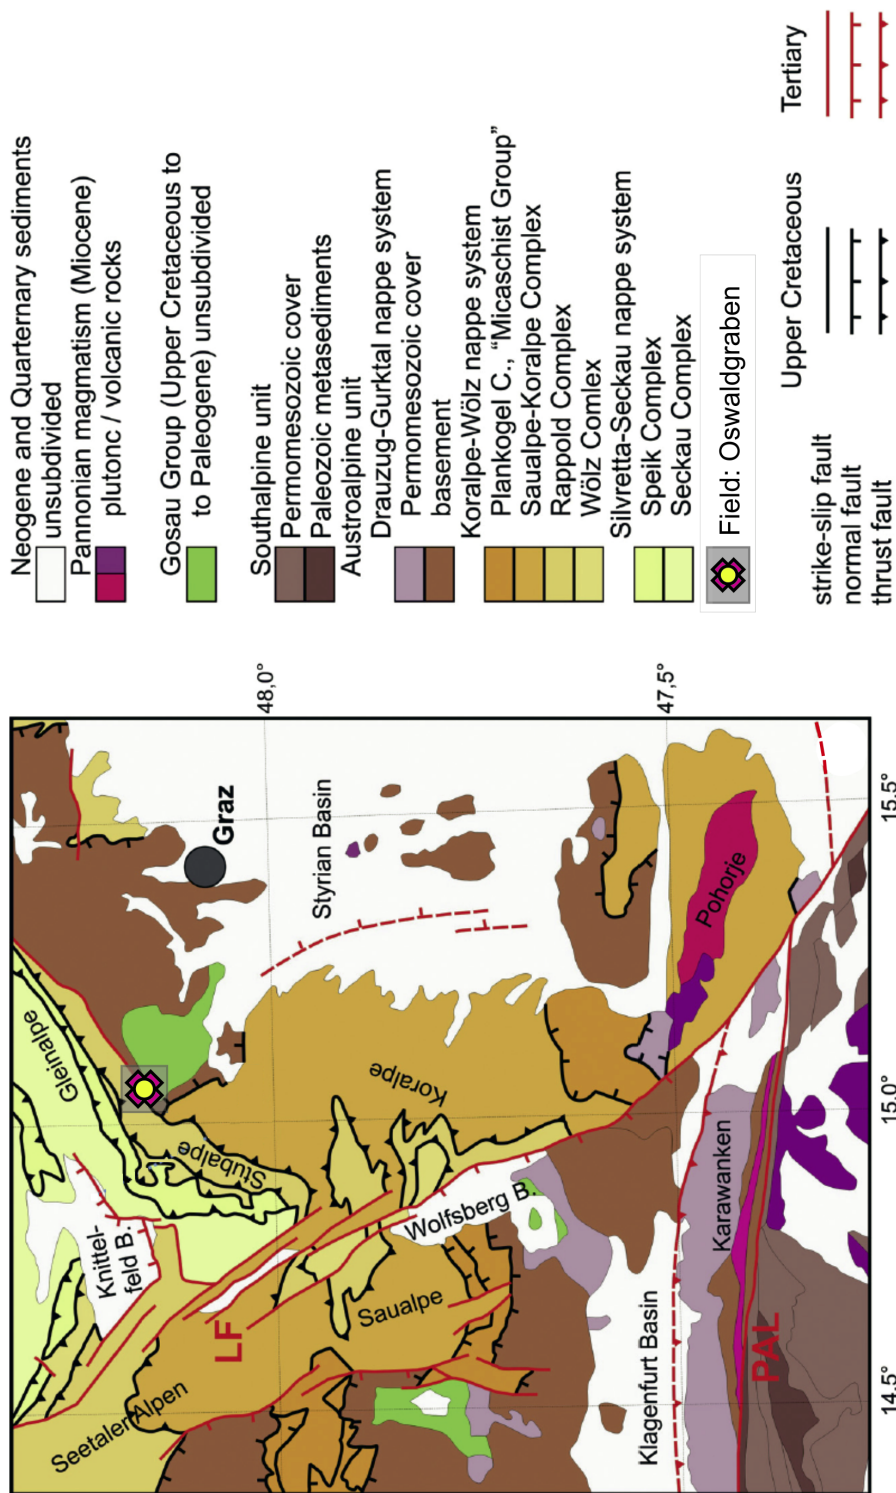 Gleinalpe
Graz
48,0°
Knittel-
feld B.
Stubalpe
Styrian Basin
LF
Koralpe
Seetaler Alpen
Saualpe
Wolfsberg B.
Pohorje
47,5°
Klagenfurt Basin
Karawanken
PAL
14.5°
15.0°
15.5°
Neogene and Quarternary sediments
unsubdivided
Pannonian magmatism (Miocene)
plutonc / volcanic rocks
Gosau Group (Upper Cretaceous to
to Paleogene) unsubdivided
Southalpine unit
Permomesozoic cover
Paleozoic metasediments
Austroalpine unit
Drauzug-Gurktal nappe system
Permomesozoic cover
basement
Koralpe-Wölz nappe system
Plankogel C., “Micaschist Group”
Saualpe-Koralpe Complex
Rappold Complex
Wölz Comlex
Silvretta-Seckau nappe system
Speik Complex
Seckau Complex
Field: Oswaldgraben
Upper Cretaceous
Tertiary
strike-slip fault
normal fault
thrust fault